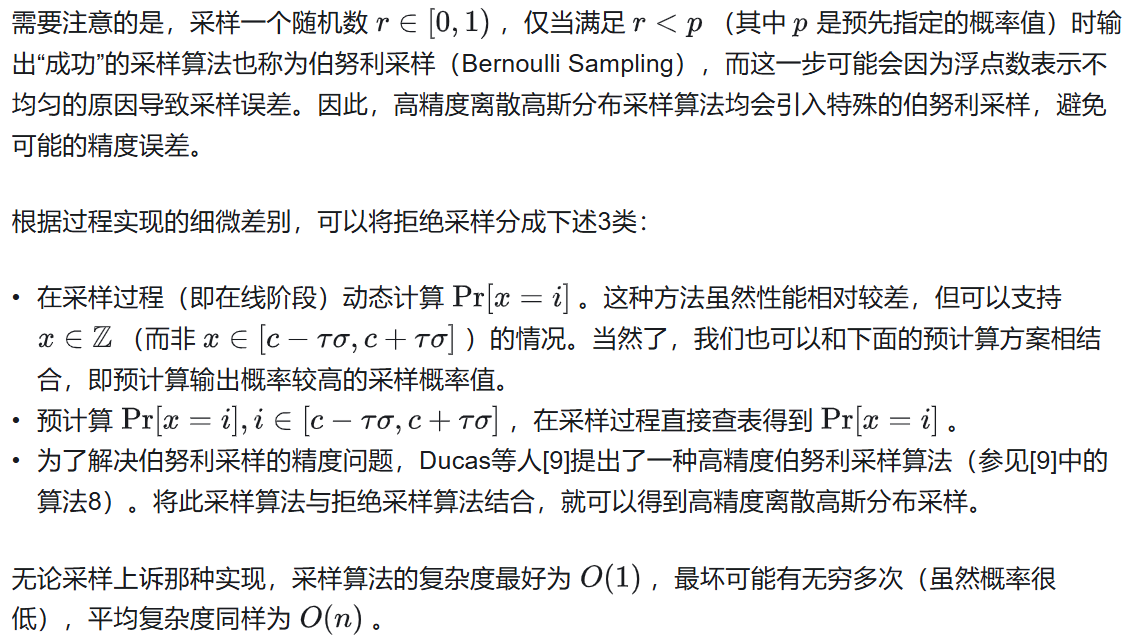 需要注意的是，采样一个随机数 r ∈ [0, 1) ，仅当满足 r < p （其中 p 是预先指定的概率值）时输
出“成功”的采样算法也称为伯努利采样（Bernoulli Sampling），而这一步可能会因为浮点数表示不
均匀的原因导致采样误差。因此，高精度离散高斯分布采样算法均会引入特殊的伯努利采样，避免
可能的精度误差。
根据过程实现的细微差别，可以将拒绝采样分成下述3类：
• 在采样过程（即在线阶段）动态计算 Pr[x = i] 。这种方法虽然性能相对较差，但可以支持
x ∈ ℤ （而非 x ∈ [c − τσ, c + τσ] ）的情况。当然了，我们也可以和下面的预计算方案相结
合，即预计算输出概率较高的采样概率值。
• 预计算 Pr[x = i], i ∈ [c − τσ, c + τσ] ，在采样过程直接查表得到 Pr[x = i] 。
• 为了解决伯努利采样的精度问题，Ducas等人[9]提出了一种高精度伯努利采样算法（参见[9]中的
算法8）。将此采样算法与拒绝采样算法结合，就可以得到高精度离散高斯分布采样。
无论采样上诉那种实现，采样算法的复杂度最好为 O(1) ，最坏可能有无穷多次（虽然概率很
低），平均复杂度同样为 O(n) 。